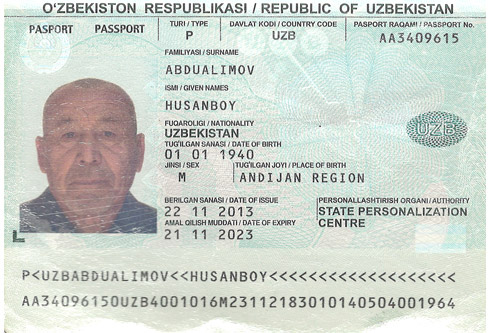 O'ZBEKISTON RESPUBLIKASI / REPUBLIC OF UZBEKISTAN
PASPORT PASSPORT
TURI / TYPE DAVLAT KODI / COUNTRY CODE PASPORT RAQAMI / PASSPORT No.
P UZB AA3409615
FAMILIYASI / SURNAME
ABDUALIMOV
ISMI / GIVEN NAMES
HUSANBOY
FUQAROLIGI / NATIONALITY
UZBEKISTAN
UZB
TUG'ILGAN SANASI / DATE OF BIRTH
01 01 1940
JINSI / SEX TUG'ILGAN JOYI / PLACE OF BIRTH
M ANDIJAN REGION
BERILGAN SANASI / DATE OF ISSUE PERSONALLASHTIRISH ORGANI / AUTHORITY
22 11 2013 STATE PERSONALIZATION
AMAL QILISH MUDDATI / DATE OF EXPIRY CENTRE
21 11 2023
P<UZBABDUALIMOV<<HUSANBOY<<<<<<<<<<<<<<<<<<<
AA34096150UZB4001016M23112183010140504001964